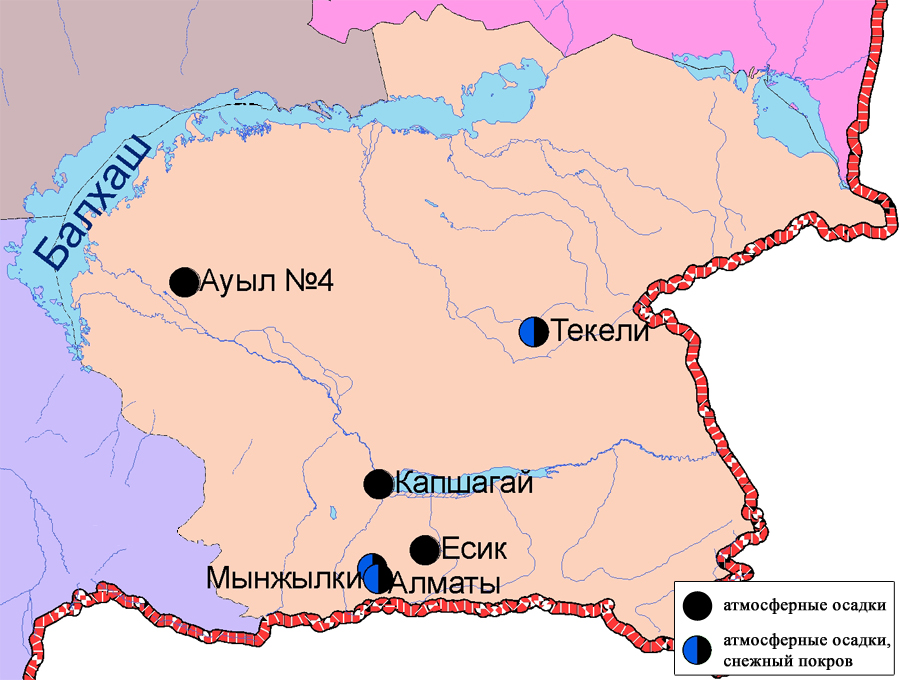 Балхаш
Ауыл №4
Текели
Капшагай
Есик
Мынжылки
Алматы
атмосферные осадки
атмосферные осадки,
снежный покров